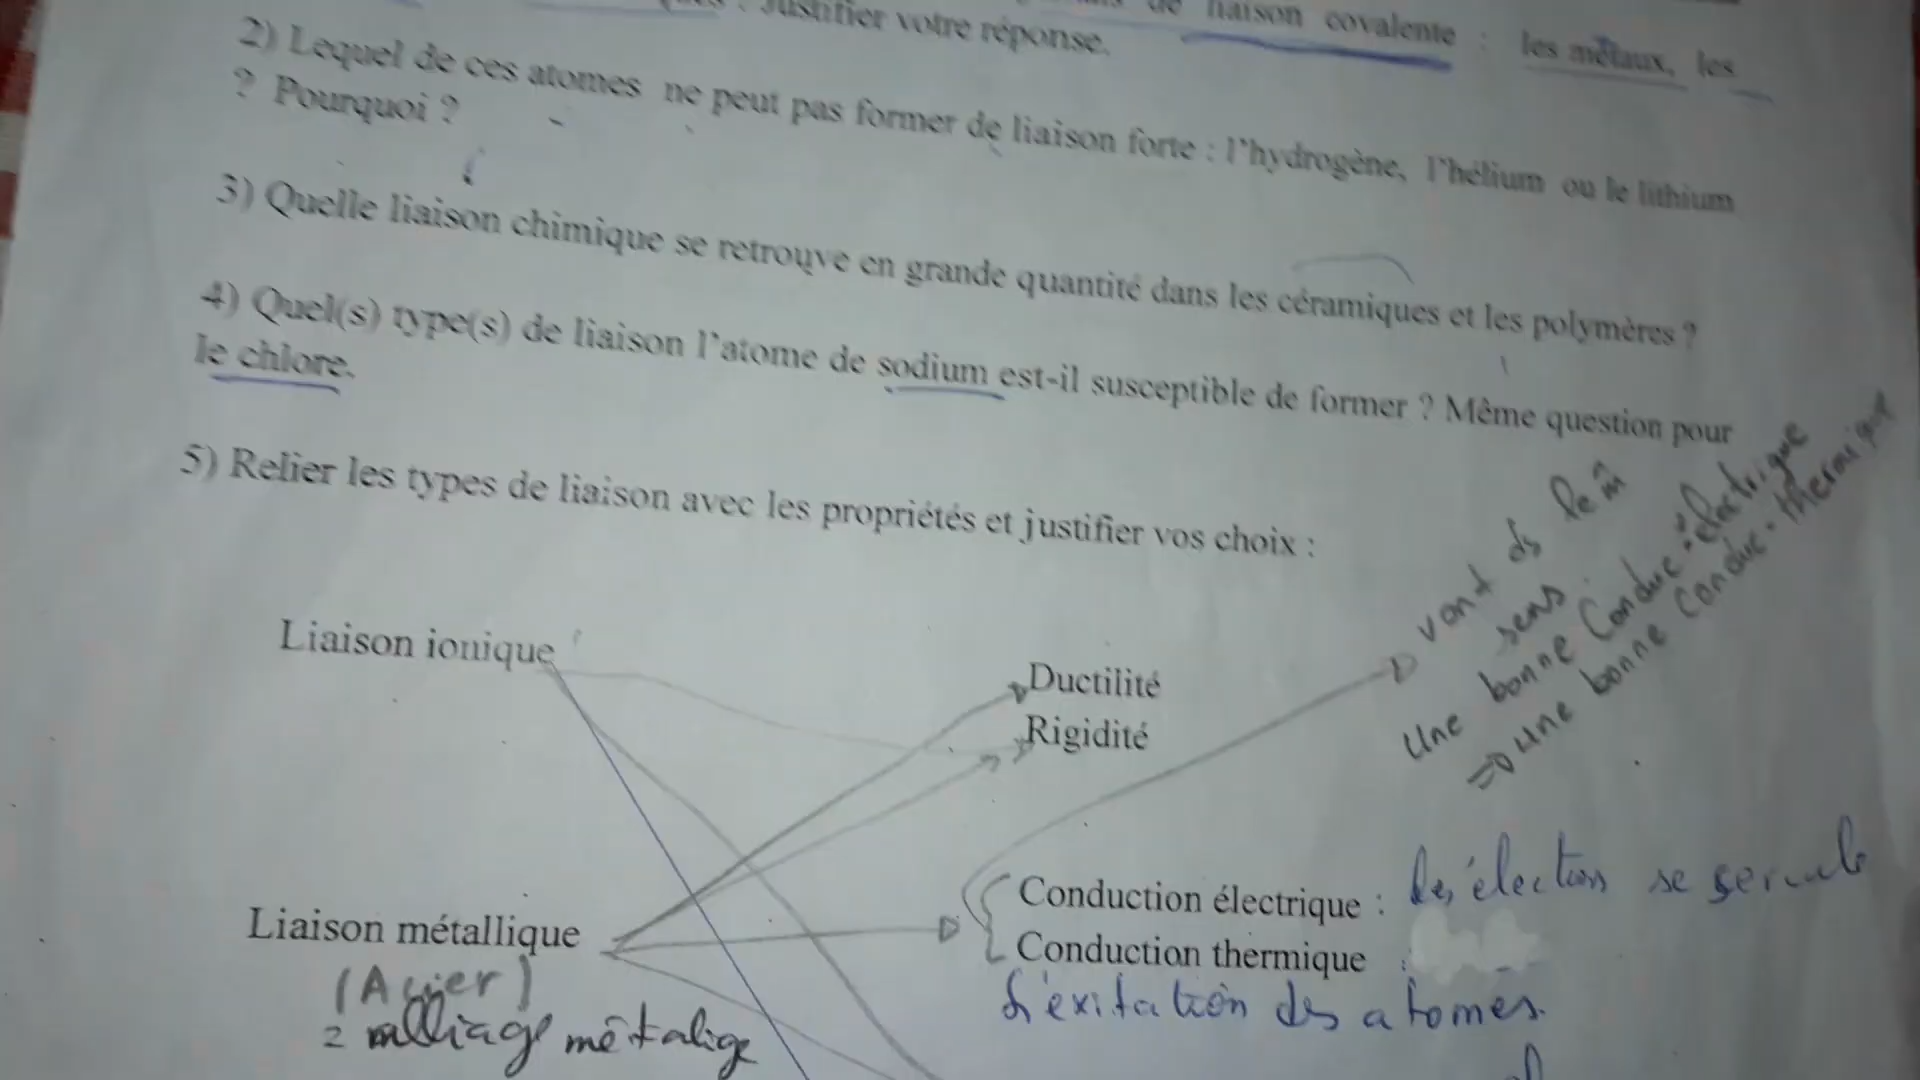 de liaison covalente : les métaux, les
Justifier votre réponse.
2) Lequel de ces atomes ne peut pas former de liaison forte : l'hydrogène, l'hélium ou le lithium
? Pourquoi ?
3) Quelle liaison chimique se retrouve en grande quantité dans les céramiques et les polymères ?
4) Quel(s) type(s) de liaison l'atome de sodium est-il susceptible de former ? Même question pour
le chlore.
5) Relier les types de liaison avec les propriétés et justifier vos choix :
vont ds le m̂
sens
Une bonne Conduc. électrique
=> une bonne Conduc. thermique
Liaison ionique
Ductilité
Rigidité
Liaison métallique
(Acier)
alliage métalige
Conduction électrique : les électrons se
Conduction thermique :
L'exitation des atomes.